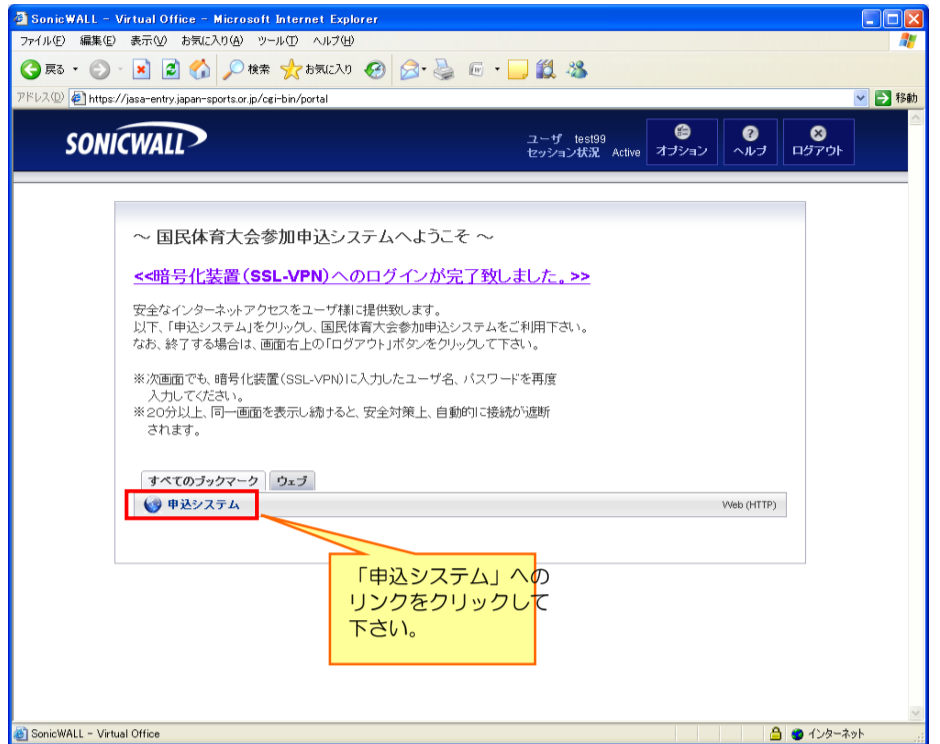 SonicWALL - Virtual Office - Microsoft Internet Explorer
ファイル(F) 編集(E) 表示(V) お気に入り(A) ツール(T) ヘルプ(H)
戻る 検索 お気に入り
アドレス(D) https://jasa-entry.japan-sports.or.jp/cgi-bin/portal 移動
SONICWALL
ユーザ test99
セッション状況 Active
オプション ヘルプ ログアウト
～ 国民体育大会参加申込システムへようこそ ～
<<暗号化装置(SSL-VPN)へのログインが完了致しました。>>
安全なインターネットアクセスをユーザ様に提供致します。
以下、「申込システム」をクリックし、国民体育大会参加申込システムをご利用下さい。
なお、終了する場合は、画面右上の「ログアウト」ボタンをクリックして下さい。
※次画面でも、暗号化装置(SSL-VPN)に入力したユーザ名、パスワードを再度
入力してください。
※20分以上、同一画面を表示し続けると、安全対策上、自動的に接続が遮断
されます。
すべてのブックマーク ウェブ
申込システム Web (HTTP)
「申込システム」への
リンクをクリックして
下さい。
SonicWALL - Virtual Office インターネット